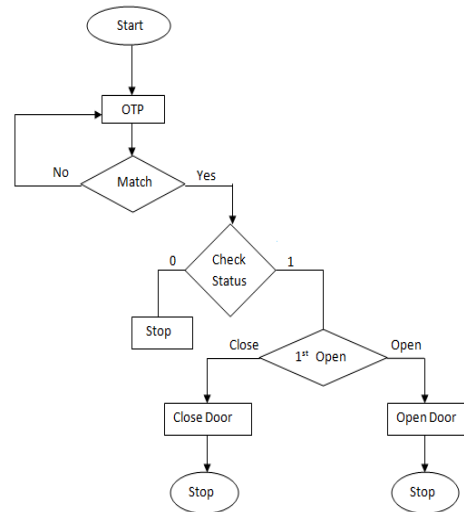 Start
OTP
No
Match
Yes
0
Check
Status
1
Stop
Close
1st Open
Open
Close Door
Open Door
Stop
Stop